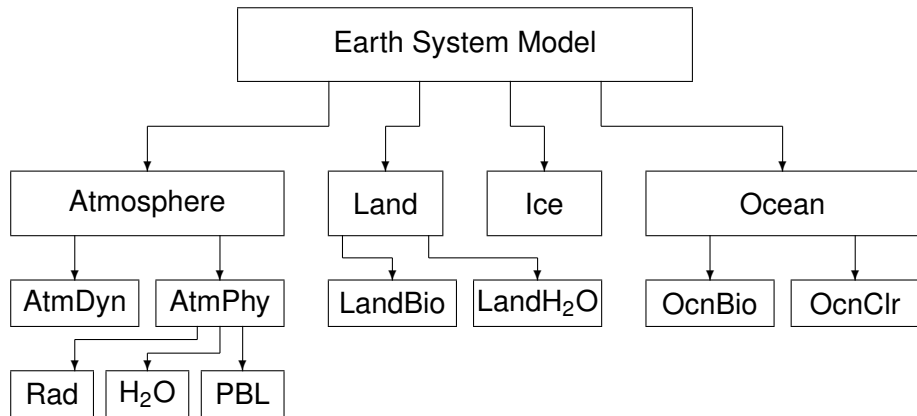 Earth System Model
Atmosphere
Land
Ice
Ocean
AtmDyn
AtmPhy
LandBio
LandH₂O
OcnBio
OcnClr
Rad
H₂O
PBL